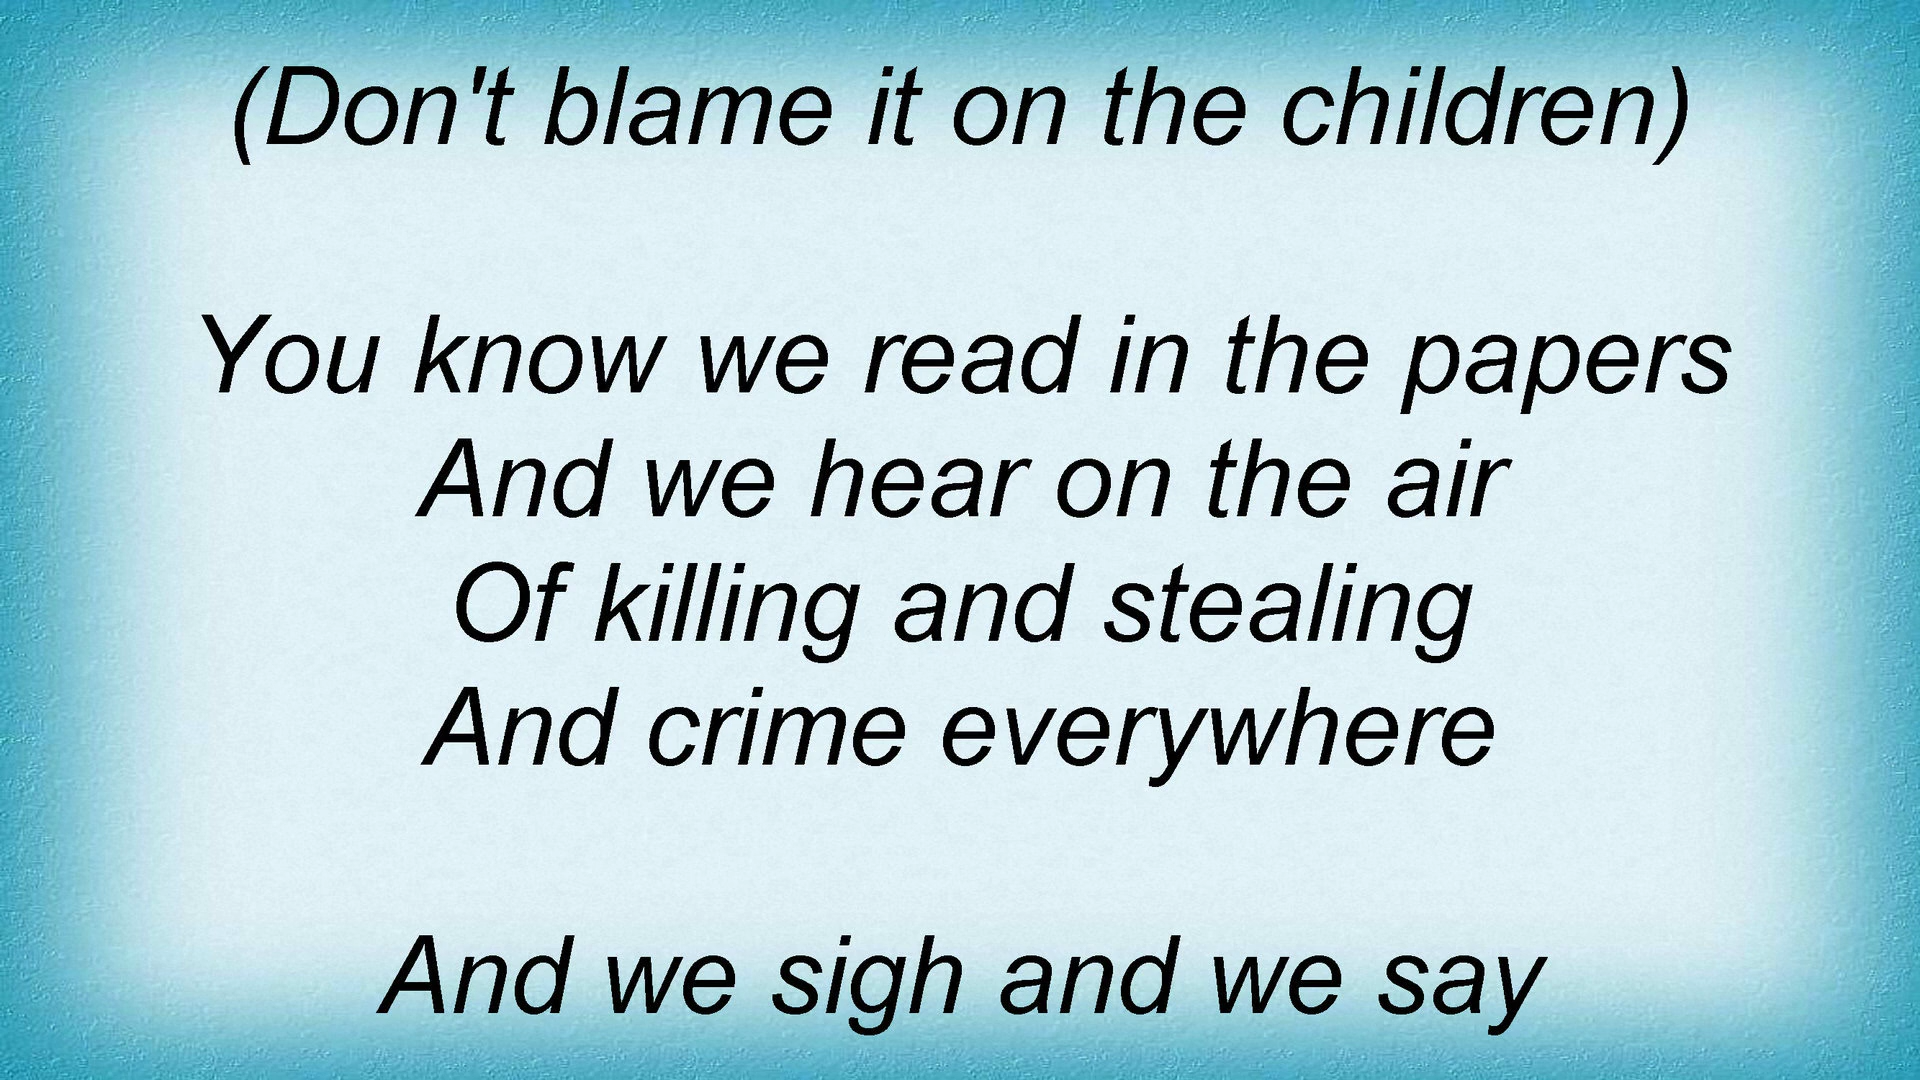 (Don't blame it on the children)
You know we read in the papers
And we hear on the air
Of killing and stealing
And crime everywhere
And we sigh and we say